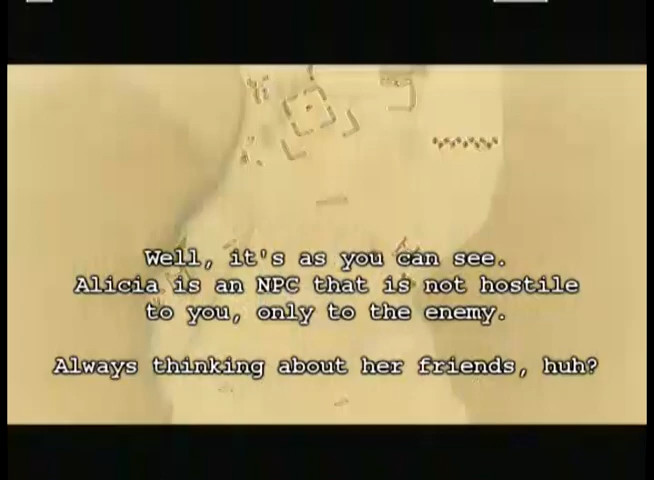 Well, it's as you can see.
Alicia is an NPC that is not hostile
to you, only to the enemy.
Always thinking about her friends, huh?